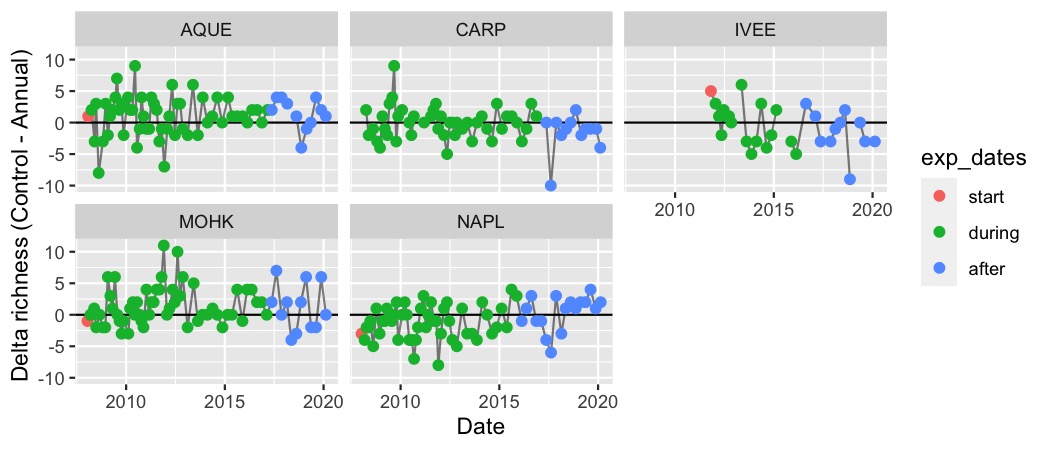 AQUE
CARP
IVEE
10
5
0
-5
-10
2010
2015
2020
MOHK
NAPL
10
5
0
-5
-10
2010
2015
2020
2010
2015
2020
Date
Delta richness (Control - Annual)
exp_dates
start
during
after